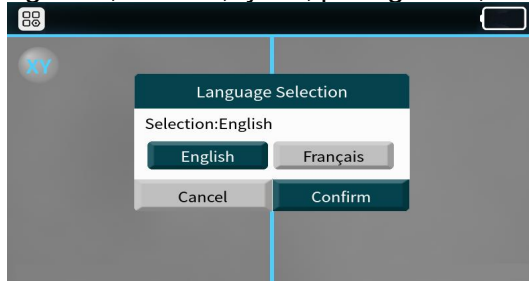 XY
Language Selection
Selection:English
English Français
Cancel Confirm